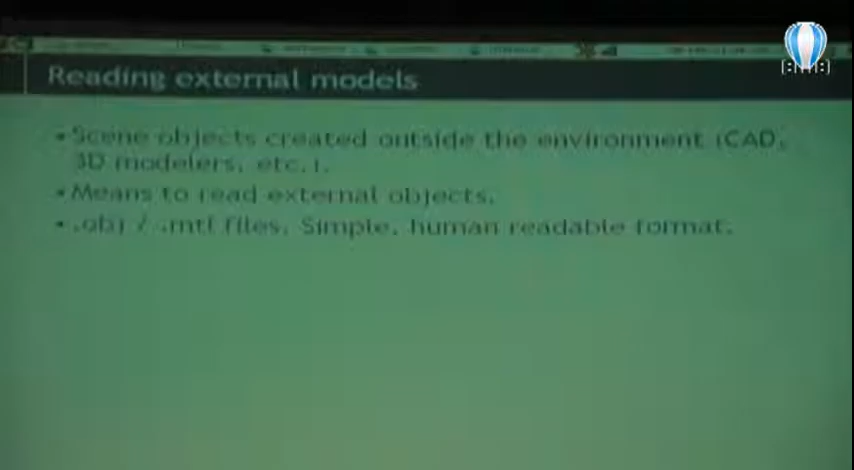 Reading external models
• Scene objects created outside the environment (CAD,
3D modelers, etc.).
• Means to read external objects.
• .obj / .mtl files. Simple, human readable format.